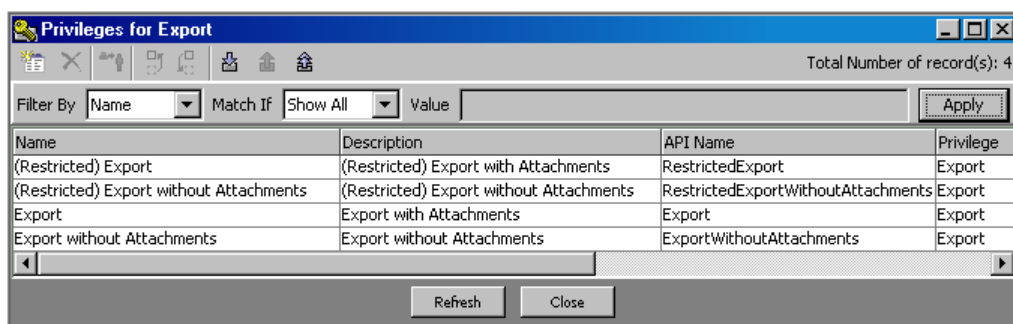 Privileges for Export
Total Number of record(s): 4
Filter By Name Match If Show All Value Apply
Name Description API Name Privilege
(Restricted) Export (Restricted) Export with Attachments RestrictedExport Export
(Restricted) Export without Attachments (Restricted) Export without Attachments RestrictedExportWithoutAttachments Export
Export Export with Attachments Export Export
Export without Attachments Export without Attachments ExportWithoutAttachments Export
Refresh Close